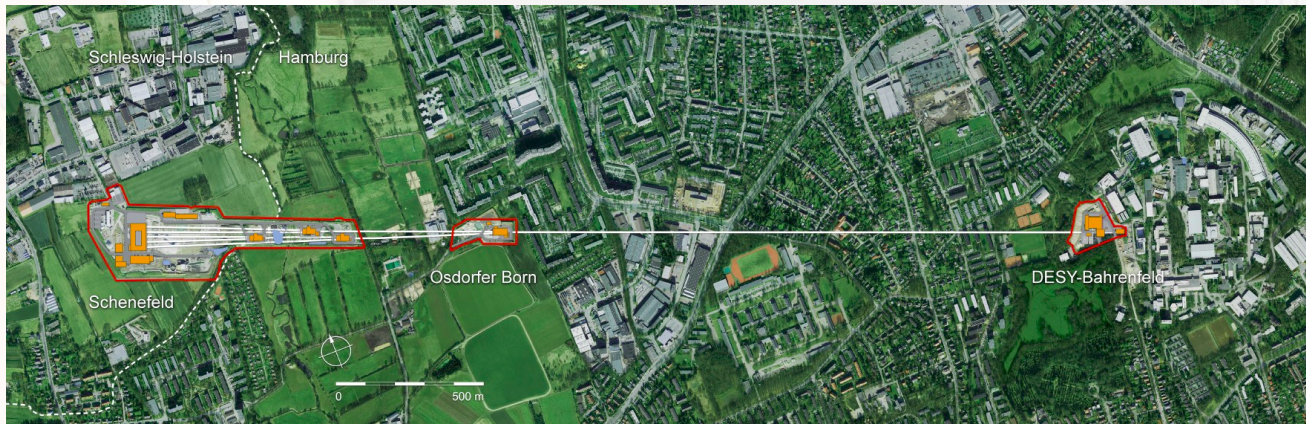 Schleswig-Holstein
Hamburg
Schenefeld
Osdorfer Born
DESY-Bahrenfeld
0
500 m